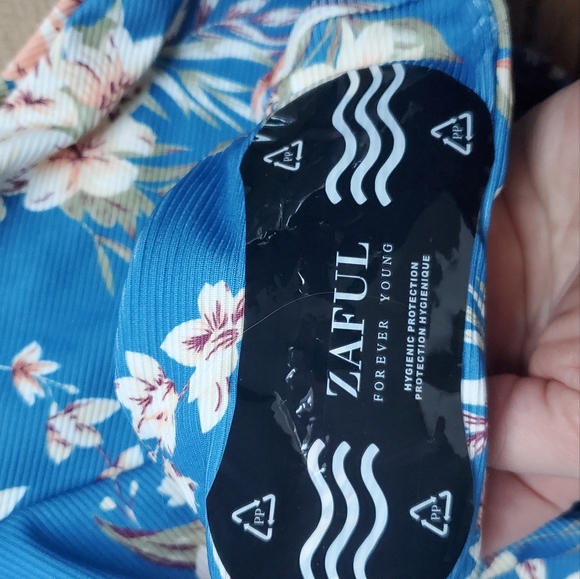 PP
PP
ZAFUL
FOREVER YOUNG
HYGIENIC PROTECTION
PROTECTION HYGIENIQUE
PP
PP